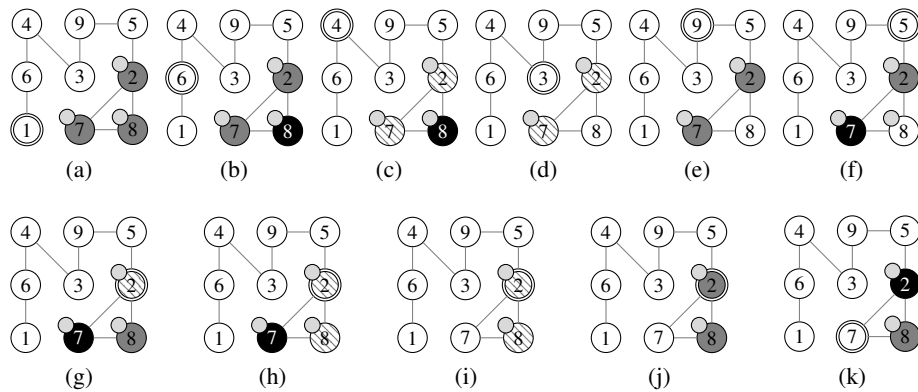 4 9 5 4 9 5 4 9 5 4 9 5 4 9 5 4 9 5
6 3 2 6 3 2 6 3 2 6 3 2 6 3 2 6 3 2
1 7 8 1 7 8 1 7 8 1 7 8 1 7 8 1 7 8
(a) (b) (c) (d) (e) (f)
4 9 5 4 9 5 4 9 5 4 9 5 4 9 5
6 3 2 6 3 2 6 3 2 6 3 2 6 3 2
1 7 8 1 7 8 1 7 8 1 7 8 1 7 8
(g) (h) (i) (j) (k)